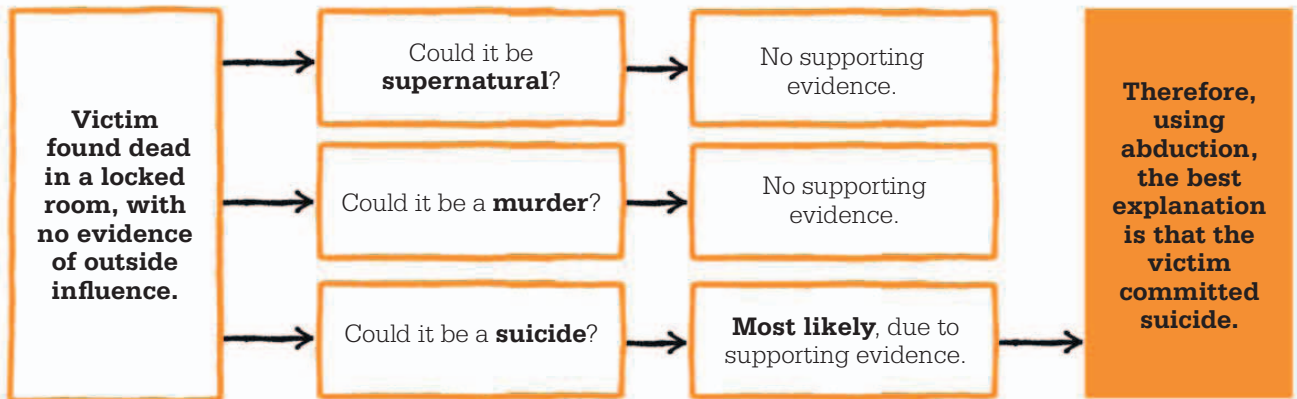 Victim
found dead
in a locked
room, with
no evidence
of outside
influence.
Could it be
supernatural?
No supporting
evidence.
Could it be a murder?
No supporting
evidence.
Could it be a suicide?
Most likely, due to
supporting evidence.
Therefore,
using
abduction,
the best
explanation
is that the
victim
committed
suicide.